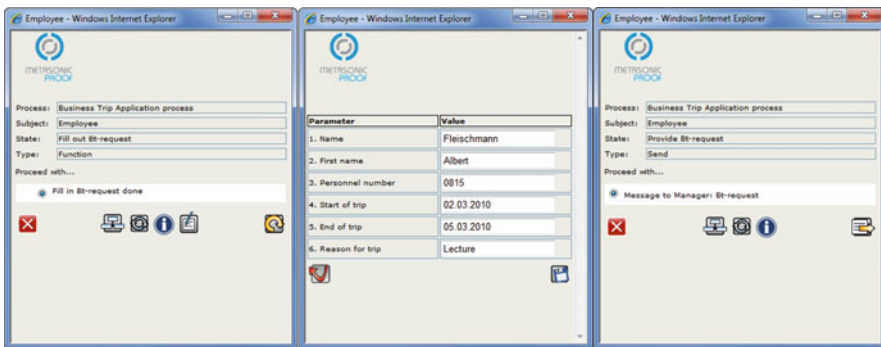 Employee - Windows Internet Explorer
METASONIC
PROOF
Process: Business Trip Application process
Subject: Employee
State: Fill out Bt-request
Type: Function
Proceed with...
Fill in Bt-request done
Employee - Windows Internet Explorer
METASONIC
PROOF
Parameter Value
1. Name Fleischmann
2. First name Albert
3. Personnel number 0815
4. Start of trip 02.03.2010
5. End of trip 05.03.2010
6. Reason for trip Lecture
Employee - Windows Internet Explorer
METASONIC
PROOF
Process: Business Trip Application process
Subject: Employee
State: Provide Bt-request
Type: Send
Proceed with...
Message to Manager: Bt-request